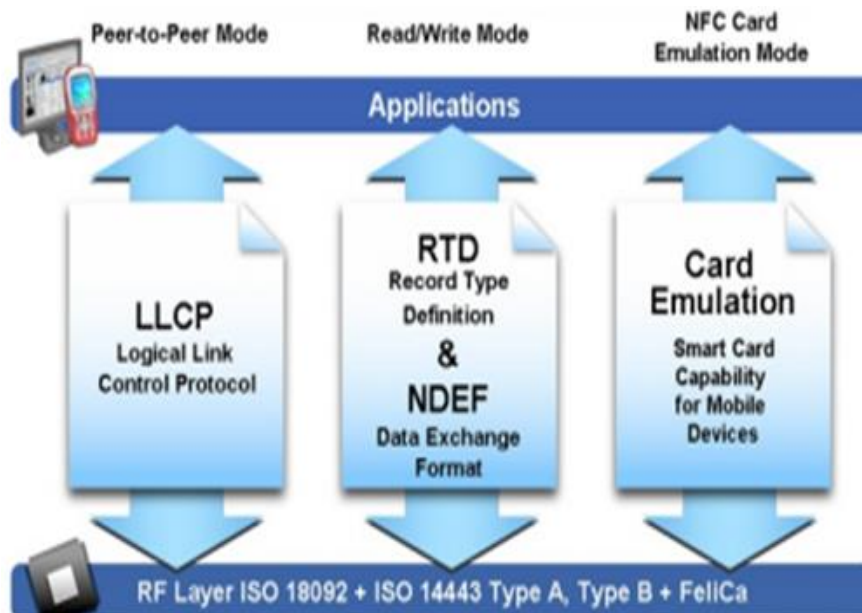 Peer-to-Peer Mode
Read/Write Mode
NFC Card
Emulation Mode
Applications
LLCP
Logical Link
Control Protocol
RTD
Record Type
Definition
&
NDEF
Data Exchange
Format
Card
Emulation
Smart Card
Capability
for Mobile
Devices
RF Layer ISO 18092 + ISO 14443 Type A, Type B + FeliCa